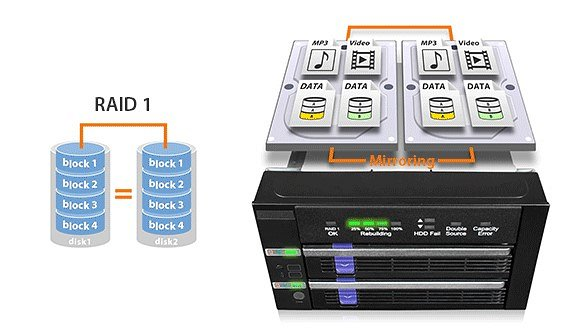 RAID 1
block 1
block 2
block 3
block 4
disk1
=
block 1
block 2
block 3
block 4
disk2
MP3 Video
DATA DATA
A B
MP3 Video
DATA DATA
A B
Mirroring
RAID 1 OK
25% 50% 75% 100%
Rebuilding
HDD Fail
Double Source
Capacity Error